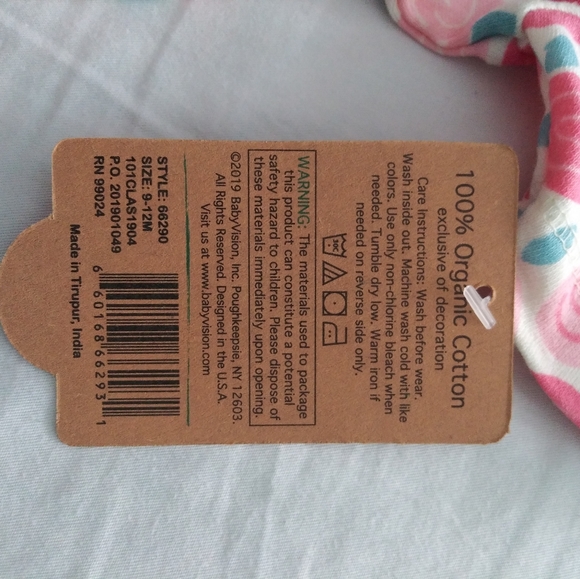 100% Organic Cotton
exclusive of decoration
Care Instructions: Wash before wear.
Wash inside out. Machine wash cold with like
colors. Use only non-chlorine bleach when
needed. Tumble dry low. Warm iron if
needed on reverse side only.
WARNING: The materials used to package
this product can constitute a potential
safety hazard to children. Please dispose of
these materials immediately upon opening.
©2019 BabyVision, Inc. Poughkeepsie, NY 12603.
All Rights Reserved. Designed in the U.S.A.
Visit us at www.babyvision.com
STYLE: 66290
SIZE: 9-12M
101CLAS1904
P.O. 201901049
RN 99024
6 60168 66293 1
Made in Tirupur, India